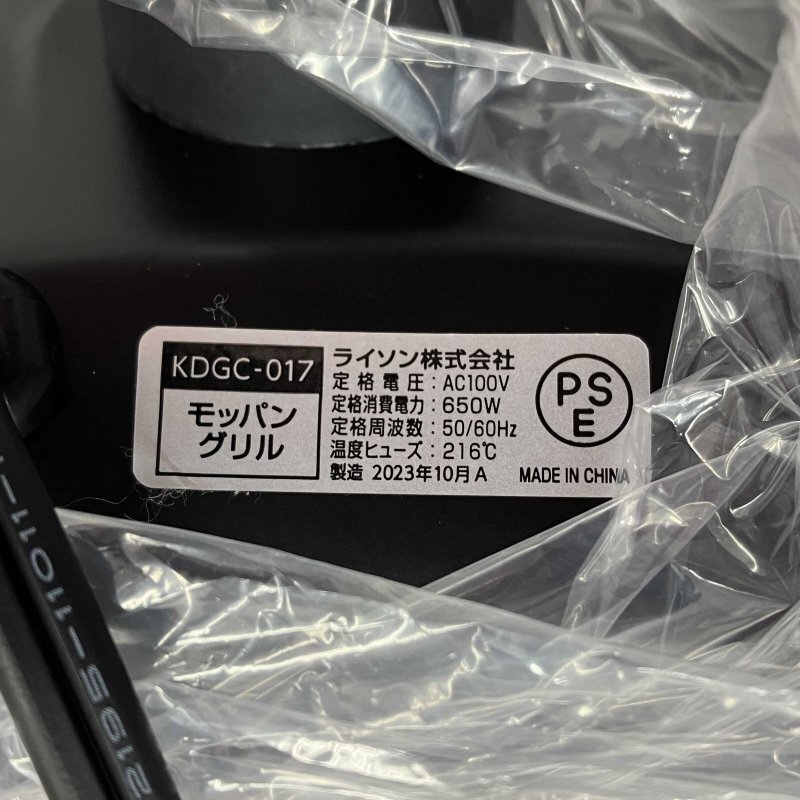 KDGC-017
モッパン
グリル
ライソン株式会社
定格電圧：AC100V
定格消費電力：650W
定格周波数：50/60Hz
温度ヒューズ：216℃
製造 2023年10月 A
PS
E
MADE IN CHINA